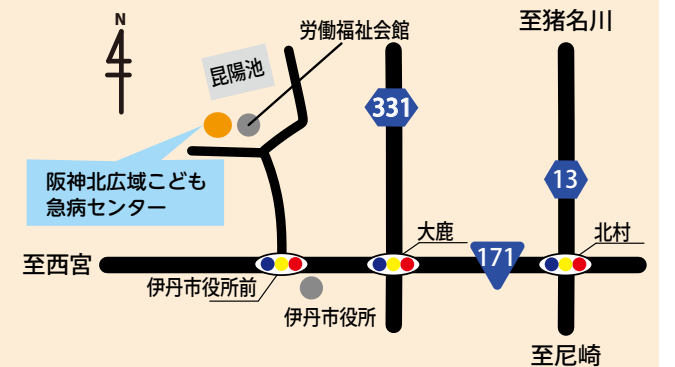 N
労働福祉会館
至猪名川
昆陽池
331
阪神北広域こども
急病センター
13
大鹿
北村
171
至西宮
伊丹市役所前
伊丹市役所
至尼崎